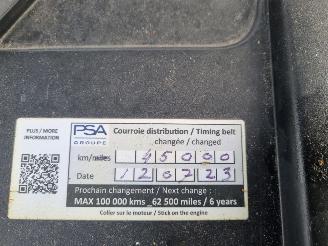 PLUS / MORE
INFORMATION
PSA
GROUPE
Courroie distribution / Timing belt
changée / changed
km/miles 45000
Date 120723
Prochain changement / Next change :
MAX 100 000 kms _62 500 miles / 6 years
Coller sur le moteur / Stick on the engine